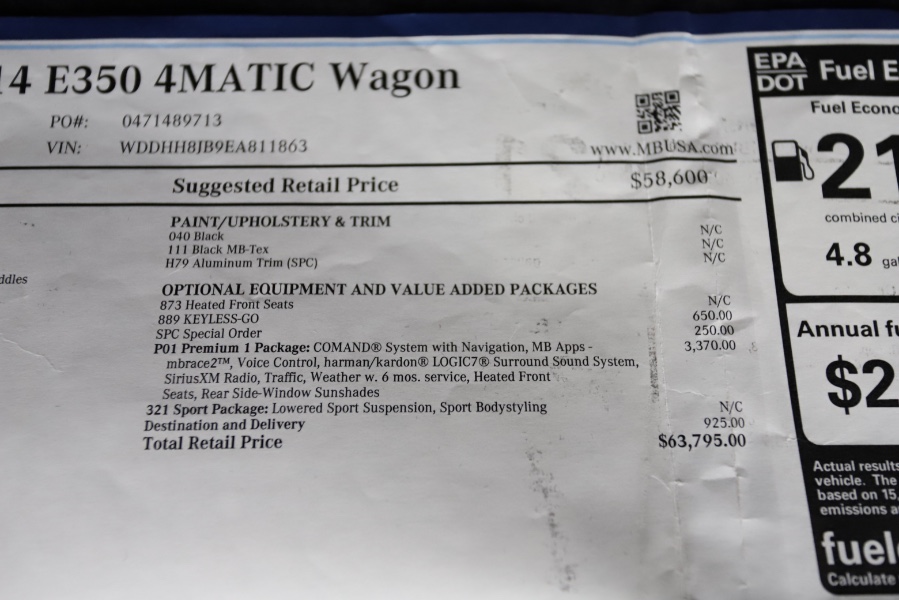 14 E350 4MATIC Wagon
PO#: 0471489713
VIN: WDDHH8JB9EA811863
www.MBUSA.com
Suggested Retail Price $58,600
PAINT/UPHOLSTERY & TRIM
040 Black N/C
111 Black MB-Tex N/C
H79 Aluminum Trim (SPC) N/C
ddles
OPTIONAL EQUIPMENT AND VALUE ADDED PACKAGES
873 Heated Front Seats N/C
889 KEYLESS-GO 650.00
SPC Special Order 250.00
P01 Premium 1 Package: COMAND® System with Navigation, MB Apps - 3,370.00
mbrace2™, Voice Control, harman/kardon® LOGIC7® Surround Sound System,
SiriusXM Radio, Traffic, Weather w. 6 mos. service, Heated Front
Seats, Rear Side-Window Sunshades
321 Sport Package: Lowered Sport Suspension, Sport Bodystyling N/C
Destination and Delivery 925.00
Total Retail Price $63,795.00
EPA
DOT Fuel E
Fuel Econo
21
combined ci
4.8 gal
Annual fu
$2
Actual results
vehicle. The
based on 15,
emissions a
fuele
Calculate